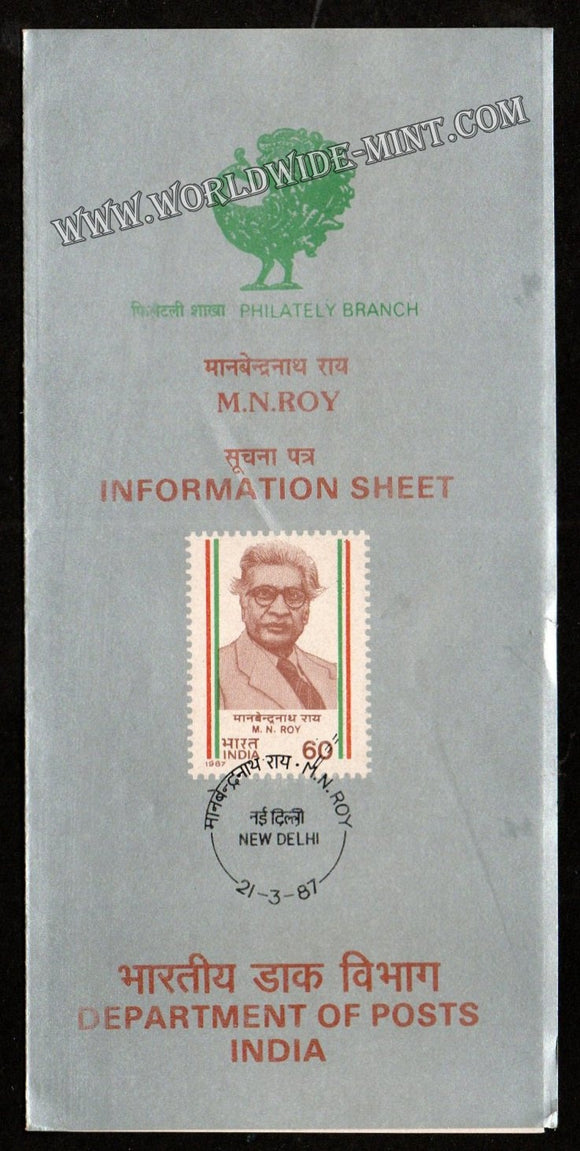 WWW.WORLDWIDE-MINT.COM
फिलेटली शाखा PHILATELY BRANCH
मानबेन्द्रनाथ राय
M.N.ROY
सूचना पत्र
INFORMATION SHEET
मानबेन्द्रनाथ राय
M. N. ROY
भारत
INDIA 60
1987
मानबेन्द्रनाथ राय · M.N. ROY
नई दिल्ली
NEW DELHI
21-3-87
भारतीय डाक विभाग
DEPARTMENT OF POSTS
INDIA